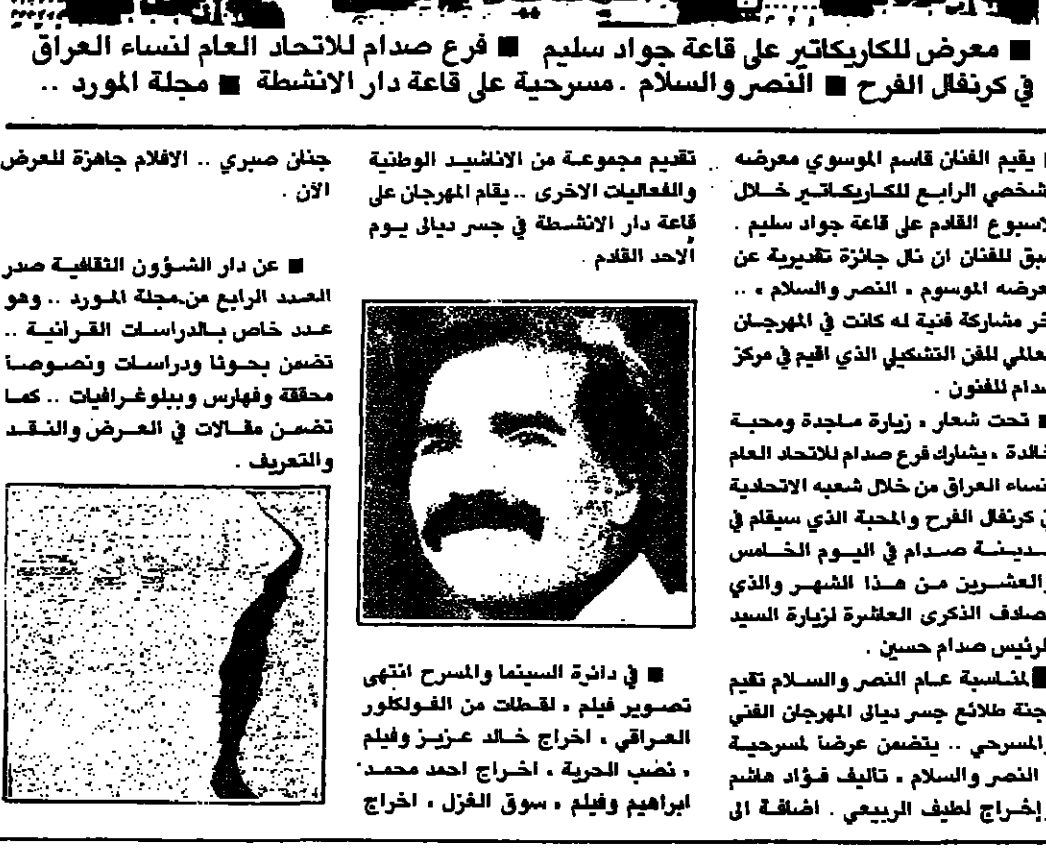 ■ معرض للكاريكاتير على قاعة جواد سليم ■ فرع صدام للاتحاد العام لنساء العراق
في كرنفال الفرح ■ النصر والسلام . مسرحية على قاعة دار الانشطة ■ مجلة المورد ..
يقيم الفنان قاسم الموسوي معرضه
شخصي الرابع للكاريكاتير خلال
لاسبوع القادم على قاعة جواد سليم .
سبق للفنان ان نال جائزة تقديرية عن
معرضه الموسوم « النصر والسلام » ..
خر مشاركة فنية له كانت في المهرجان
عالمي للفن التشكيلي الذي اقيم في مركز
صدام للفنون .
■ تحت شعار « زيارة ماجدة ومحبة
خالدة » يشارك فرع صدام للاتحاد العام
نساء العراق من خلال شعبه الاتحادية
في كرنفال الفرح والمحبة الذي سيقام في
مدينة صدام في اليوم الخامس
والعشرين من هذا الشهر والذي
يصادف الذكرى العاشرة لزيارة السيد
لرئيس صدام حسين .
■ لمناسبة عام النصر والسلام تقيم
لجنة طلائع جسر ديالى المهرجان الفني
والمسرحي .. يتضمن عرضاً لمسرحية
« النصر والسلام » تاليف فؤاد هاشم
وإخراج لطيف الربيعي . اضافة الى
تقديم مجموعة من الاناشيد الوطنية
والفعاليات الاخرى .. يقام المهرجان على
قاعة دار الانشطة في جسر ديالى يوم
الاحد القادم .
■ في دائرة السينما والمسرح انتهى
تصوير فيلم « لقطات من الفولكلور
العراقي » اخراج خالد عزيز وفيلم
« نصب الحرية » اخراج احمد محمد
ابراهيم وفيلم « سوق الغزل » اخراج
جنان صبري .. الافلام جاهزة للعرض
الآن .
■ عن دار الشؤون الثقافية صدر
العدد الرابع من مجلة المورد .. وهو
عدد خاص بالدراسات القرآنية ..
تضمن بحوثا ودراسات ونصوصاً
محققة وفهارس وببلوغرافيات .. كما
تضمن مقالات في العرض والنقد
والتعريف .